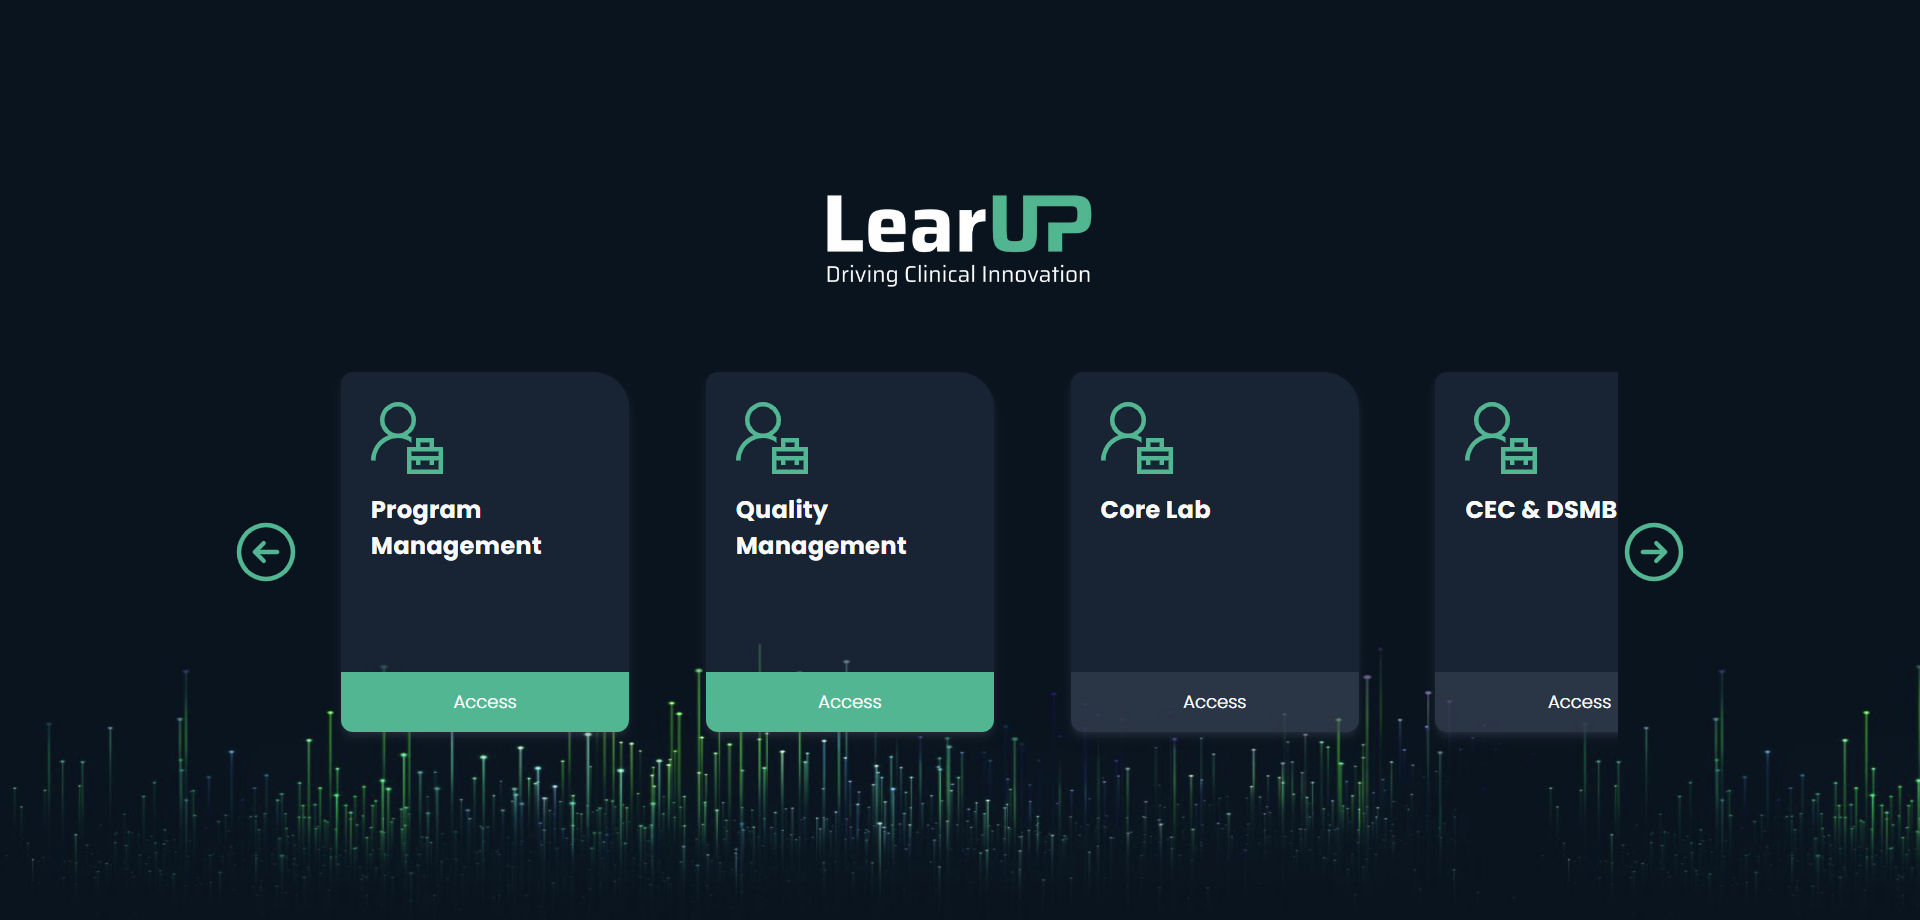 LearUP
Driving Clinical Innovation
Program
Management
Access
Quality
Management
Access
Core Lab
Access
CEC & DSMB
Access